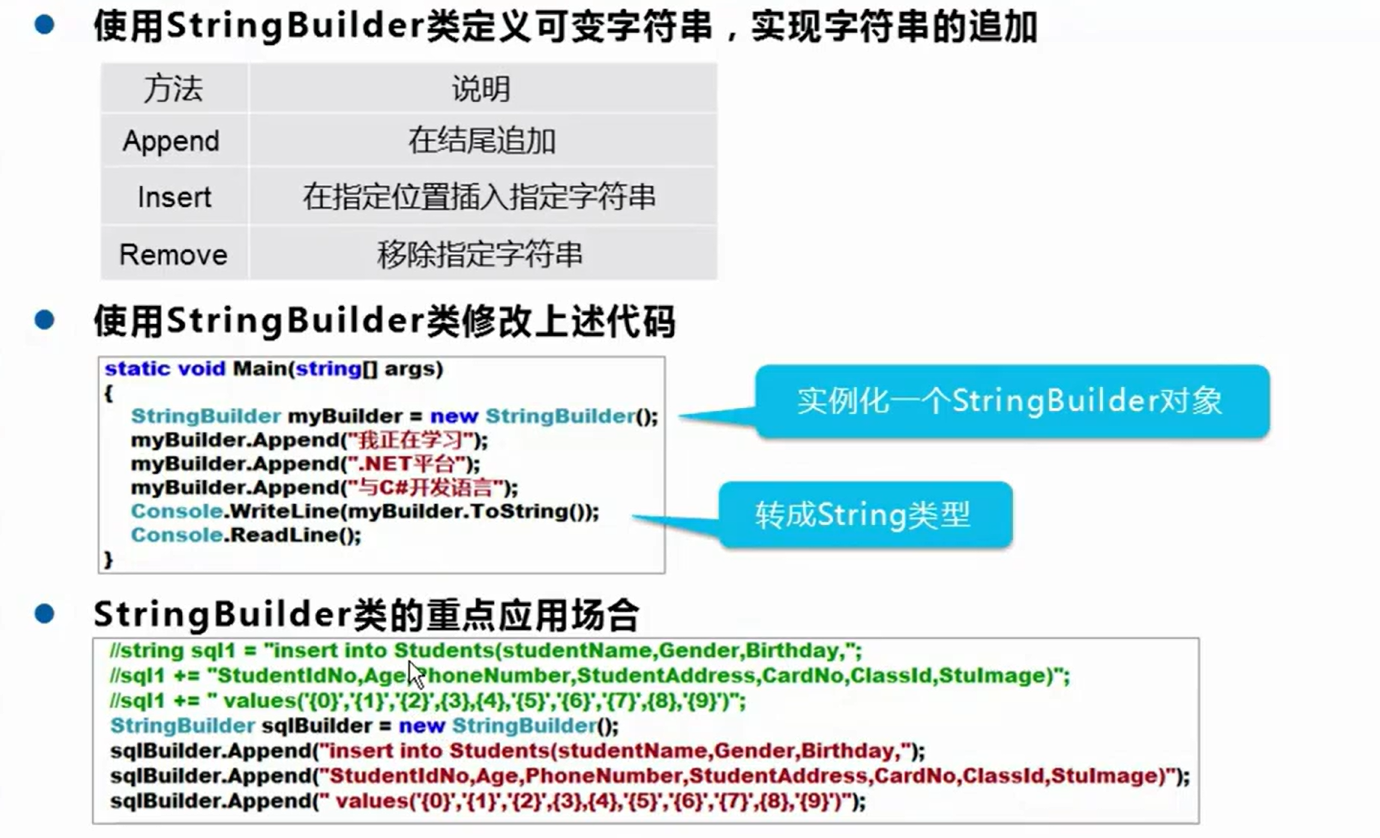 使用StringBuilder类定义可变字符串，实现字符串的追加
方法 说明
Append 在结尾追加
Insert 在指定位置插入指定字符串
Remove 移除指定字符串
使用StringBuilder类修改上述代码
static void Main(string[] args)
{
StringBuilder myBuilder = new StringBuilder();
myBuilder.Append("我正在学习");
myBuilder.Append(".NET平台");
myBuilder.Append("与C#开发语言");
Console.WriteLine(myBuilder.ToString());
Console.ReadLine();
}
实例化一个StringBuilder对象
转成String类型
StringBuilder类的重点应用场合
//string sql1 = "insert into Students(studentName,Gender,Birthday,";
//sql1 += "StudentIdNo,Age,PhoneNumber,StudentAddress,CardNo,ClassId,StuImage)";
//sql1 += " values('{0}','{1}','{2}',{3},{4},'{5}','{6}','{7}',{8},'{9}')";
StringBuilder sqlBuilder = new StringBuilder();
sqlBuilder.Append("insert into Students(studentName,Gender,Birthday,");
sqlBuilder.Append("StudentIdNo,Age,PhoneNumber,StudentAddress,CardNo,ClassId,StuImage)");
sqlBuilder.Append(" values('{0}','{1}','{2}',{3},{4},'{5}','{6}','{7}',{8},'{9}')");